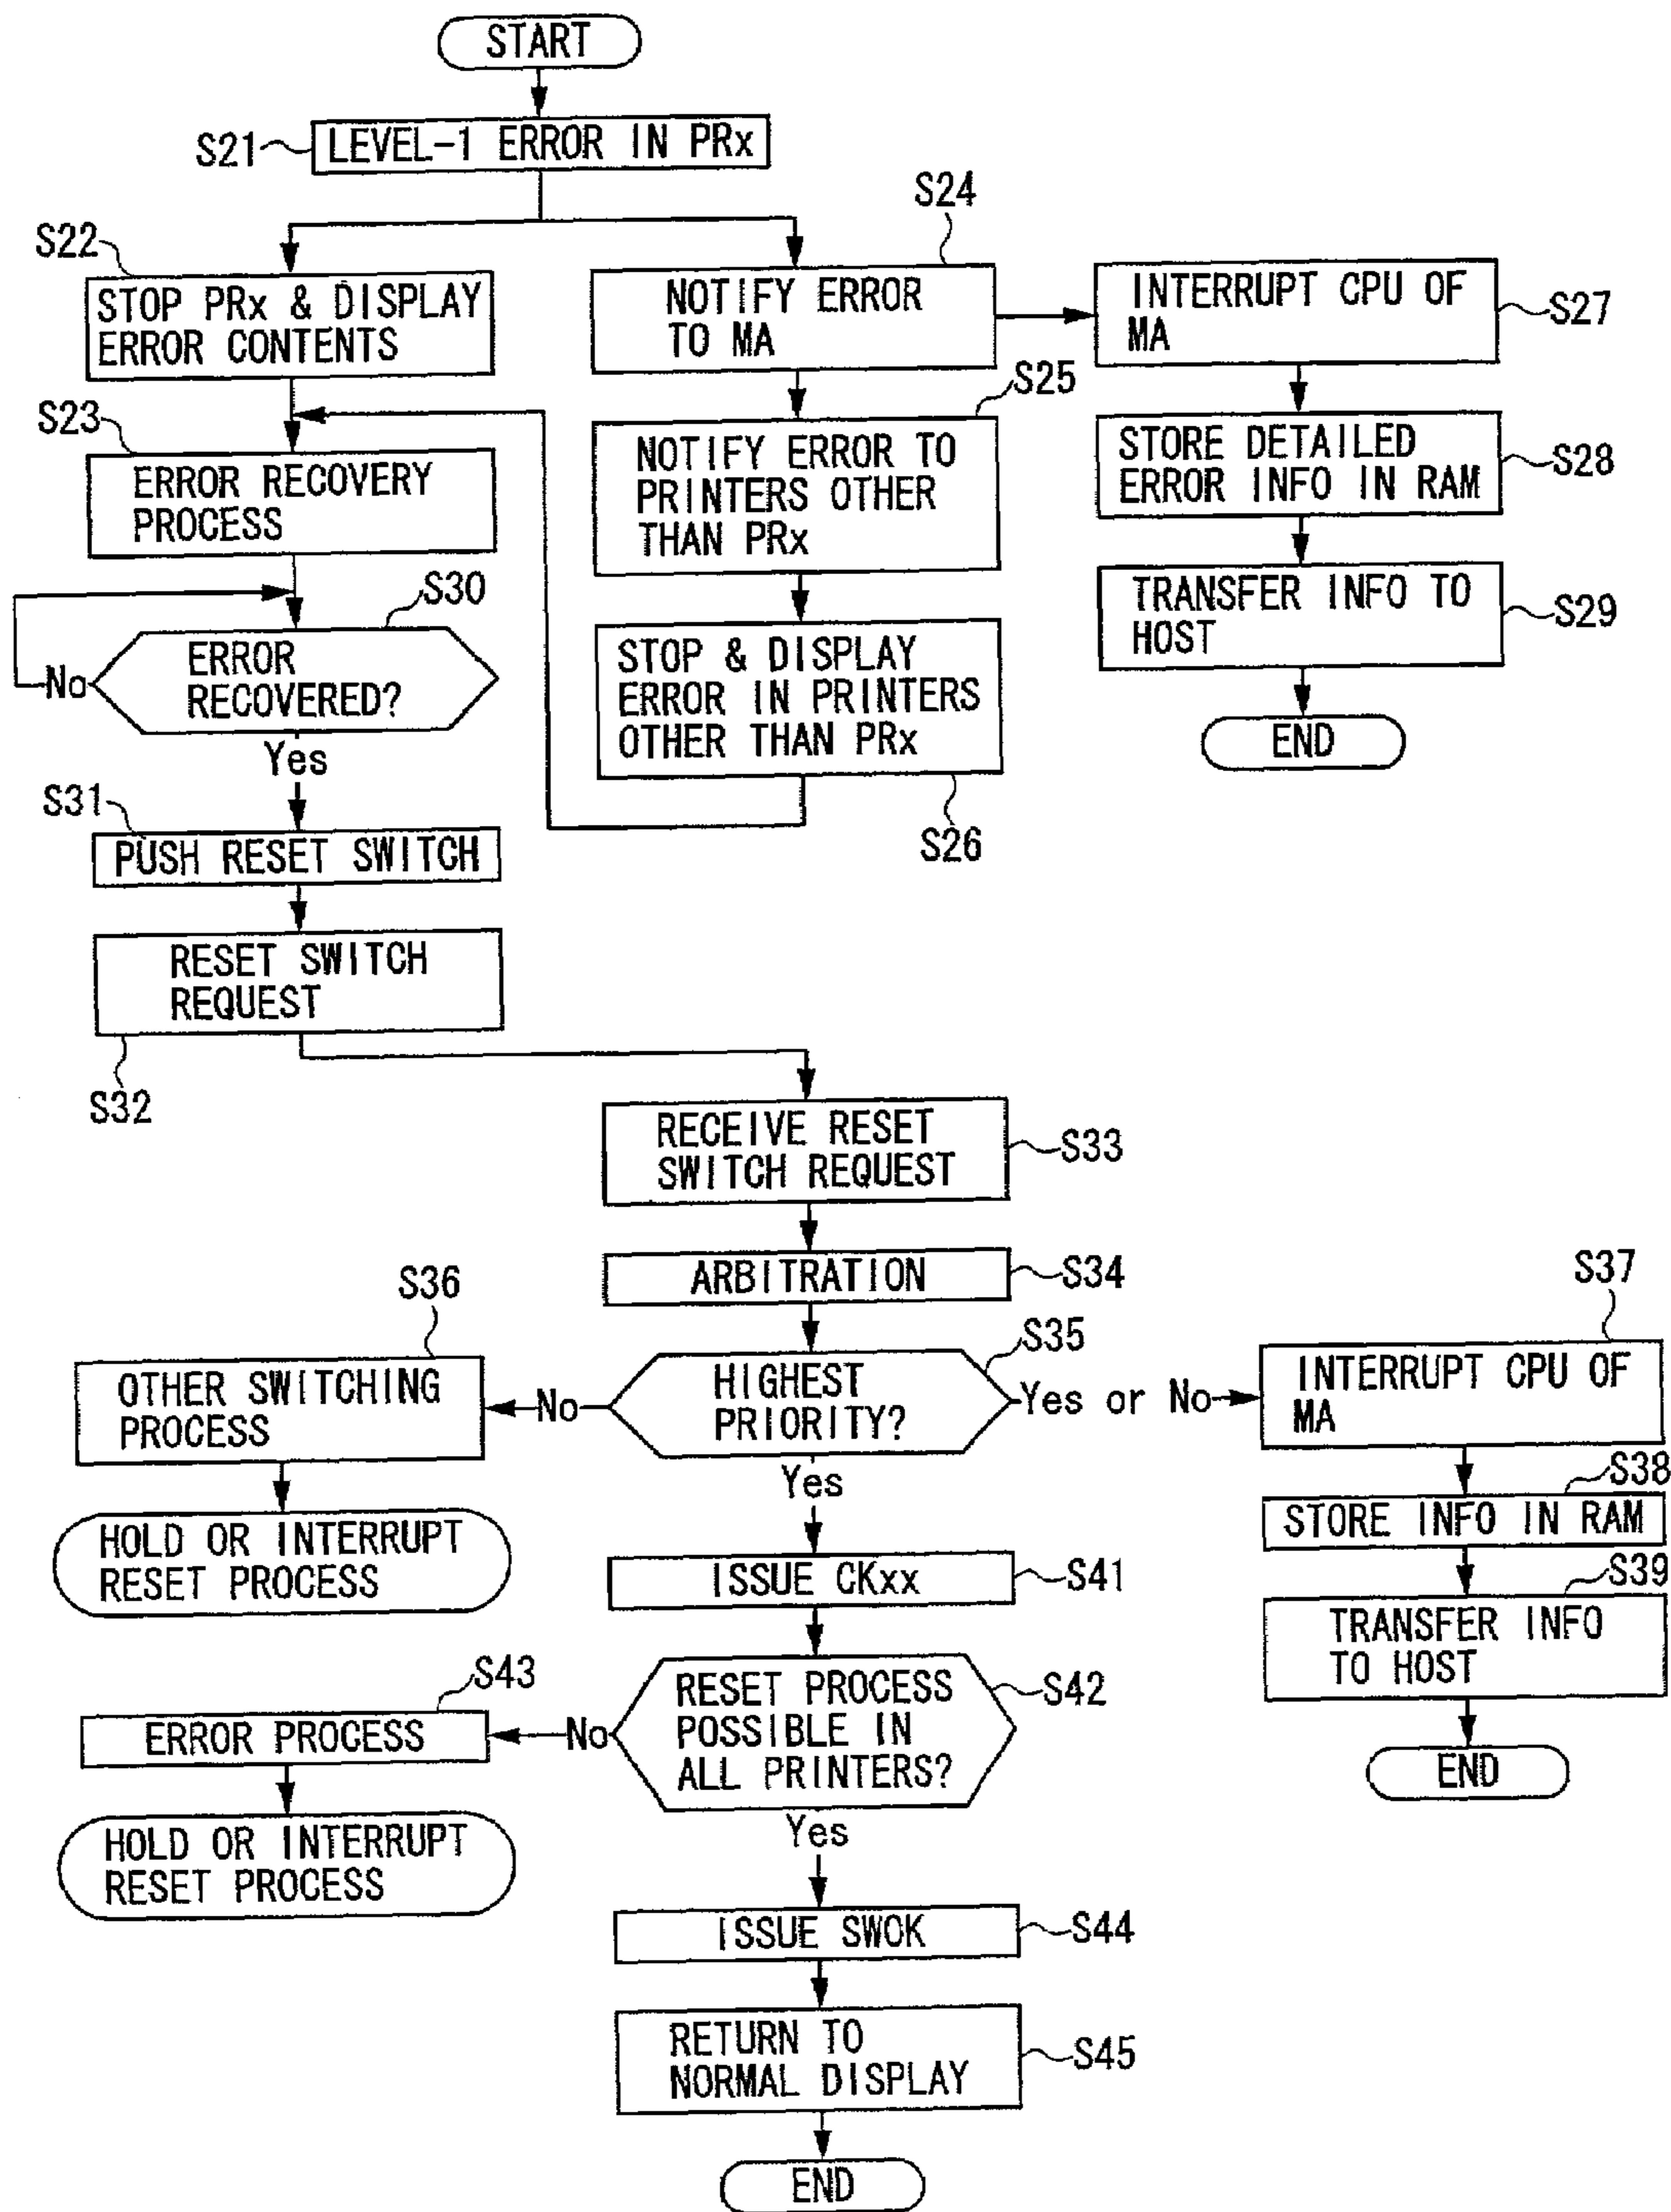 START
S21
LEVEL-1 ERROR IN PRx
S22
STOP PRx & DISPLAY
ERROR CONTENTS
S24
NOTIFY ERROR
TO MA
INTERRUPT CPU OF
MA
S27
S23
ERROR RECOVERY
PROCESS
S25
NOTIFY ERROR TO
PRINTERS OTHER
THAN PRx
STORE DETAILED
ERROR INFO IN RAM
S28
S30
ERROR
RECOVERED?
No
Yes
STOP & DISPLAY
ERROR IN PRINTERS
OTHER THAN PRx
S26
TRANSFER INFO TO
HOST
S29
END
S31
PUSH RESET SWITCH
RESET SWITCH
REQUEST
S32
RECEIVE RESET
SWITCH REQUEST
S33
ARBITRATION
S34
S35
HIGHEST
PRIORITY?
No
Yes or No
Yes
S36
OTHER SWITCHING
PROCESS
HOLD OR INTERRUPT
RESET PROCESS
S37
INTERRUPT CPU OF
MA
S38
STORE INFO IN RAM
S39
TRANSFER INFO
TO HOST
END
ISSUE CKxx
S41
RESET PROCESS
POSSIBLE IN
ALL PRINTERS?
S42
No
Yes
S43
ERROR PROCESS
HOLD OR INTERRUPT
RESET PROCESS
ISSUE SWOK
S44
RETURN TO
NORMAL DISPLAY
S45
END